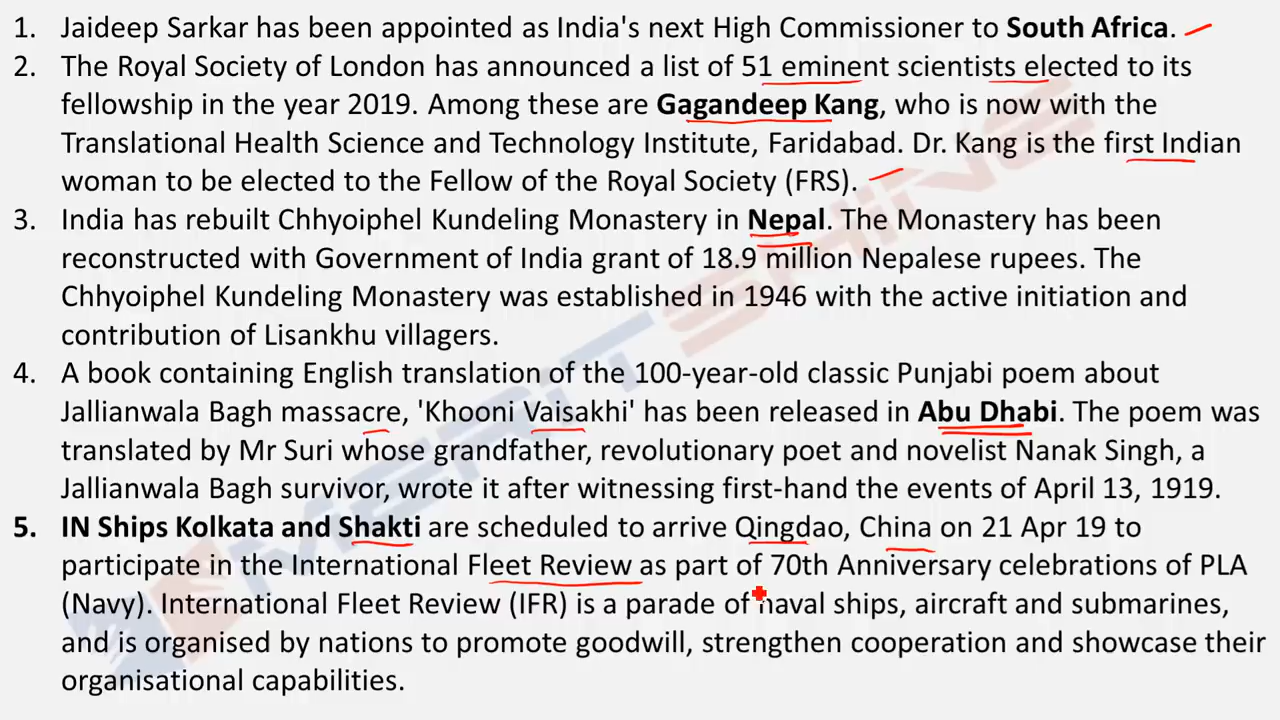 1. Jaideep Sarkar has been appointed as India's next High Commissioner to South Africa.
2. The Royal Society of London has announced a list of 51 eminent scientists elected to its
fellowship in the year 2019. Among these are Gagandeep Kang, who is now with the
Translational Health Science and Technology Institute, Faridabad. Dr. Kang is the first Indian
woman to be elected to the Fellow of the Royal Society (FRS).
3. India has rebuilt Chhyoiphel Kundeling Monastery in Nepal. The Monastery has been
reconstructed with Government of India grant of 18.9 million Nepalese rupees. The
Chhyoiphel Kundeling Monastery was established in 1946 with the active initiation and
contribution of Lisankhu villagers.
4. A book containing English translation of the 100-year-old classic Punjabi poem about
Jallianwala Bagh massacre, 'Khooni Vaisakhi' has been released in Abu Dhabi. The poem was
translated by Mr Suri whose grandfather, revolutionary poet and novelist Nanak Singh, a
Jallianwala Bagh survivor, wrote it after witnessing first-hand the events of April 13, 1919.
5. IN Ships Kolkata and Shakti are scheduled to arrive Qingdao, China on 21 Apr 19 to
participate in the International Fleet Review as part of 70th Anniversary celebrations of PLA
(Navy). International Fleet Review (IFR) is a parade of naval ships, aircraft and submarines,
and is organised by nations to promote goodwill, strengthen cooperation and showcase their
organisational capabilities.
MERITSHINE